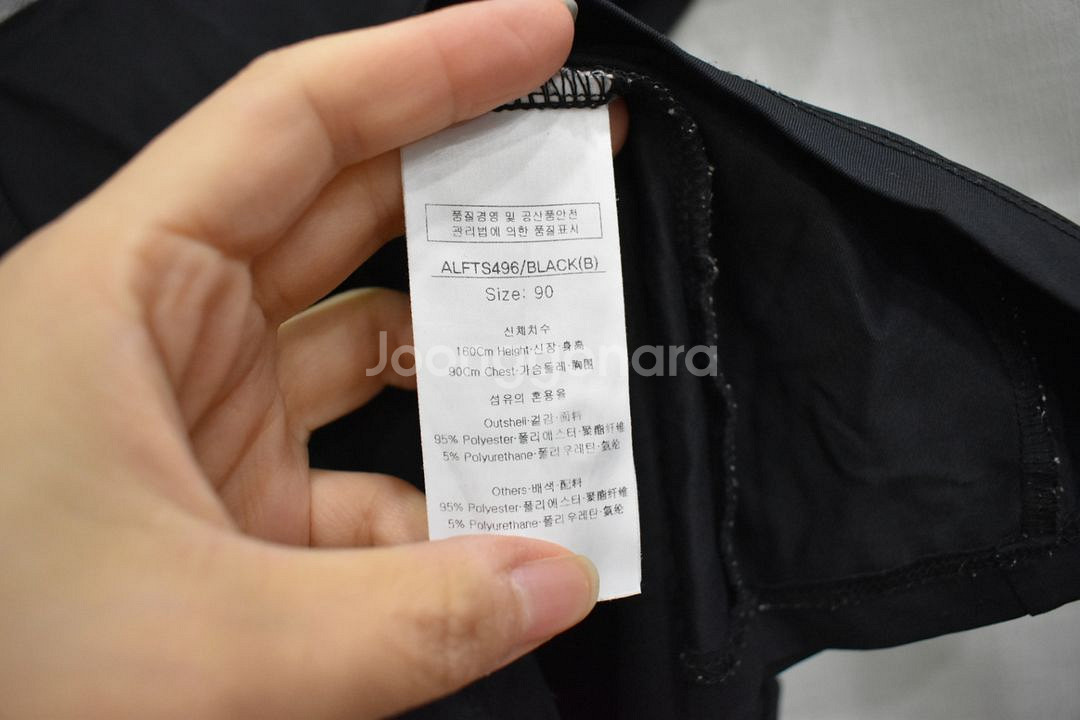 품질경영 및 공산품안전
관리법에 의한 품질표시
ALFTS496/BLACK(B)
Size: 90
신체치수
160Cm Height·신장·身高
90Cm Chest·가슴둘레·胸围
섬유의 혼용율
Outshell·겉감·面料
95% Polyester·폴리에스터·聚酯纤维
5% Polyurethane·폴리우레탄·氨纶
Others·배색·配料
95% Polyester·폴리에스터·聚酯纤维
5% Polyurethane·폴리우레탄·氨纶
Joonggonara